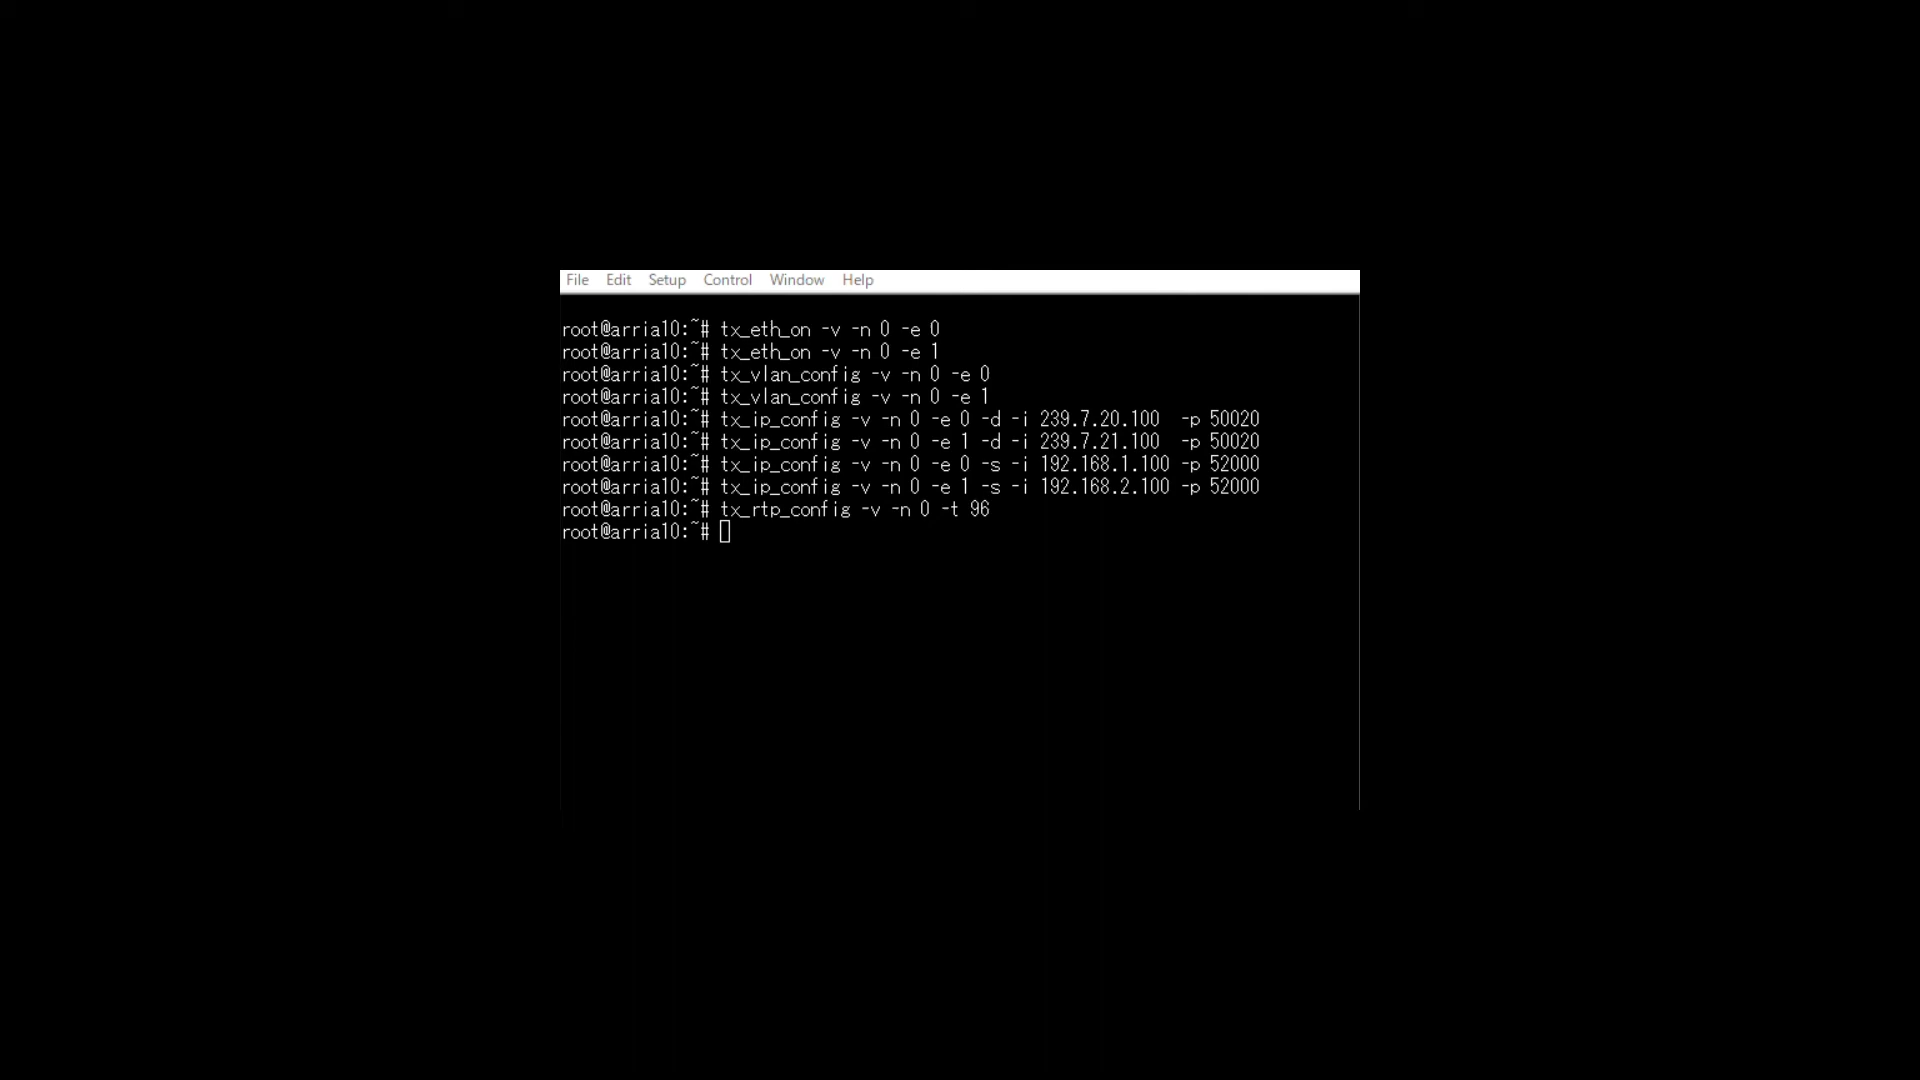 File Edit Setup Control Window Help
root@arria10:~# tx_eth_on -v -n 0 -e 0
root@arria10:~# tx_eth_on -v -n 0 -e 1
root@arria10:~# tx_vlan_config -v -n 0 -e 0
root@arria10:~# tx_vlan_config -v -n 0 -e 1
root@arria10:~# tx_ip_config -v -n 0 -e 0 -d -i 239.7.20.100  -p 50020
root@arria10:~# tx_ip_config -v -n 0 -e 1 -d -i 239.7.21.100  -p 50020
root@arria10:~# tx_ip_config -v -n 0 -e 0 -s -i 192.168.1.100 -p 52000
root@arria10:~# tx_ip_config -v -n 0 -e 1 -s -i 192.168.2.100 -p 52000
root@arria10:~# tx_rtp_config -v -n 0 -t 96
root@arria10:~#